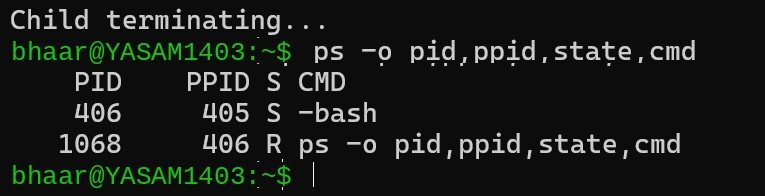 Child terminating...
bhaar@YASAM1403:~$ ps -o pid,ppid,state,cmd
    PID    PPID S CMD
    406     405 S -bash
   1068     406 R ps -o pid,ppid,state,cmd
bhaar@YASAM1403:~$